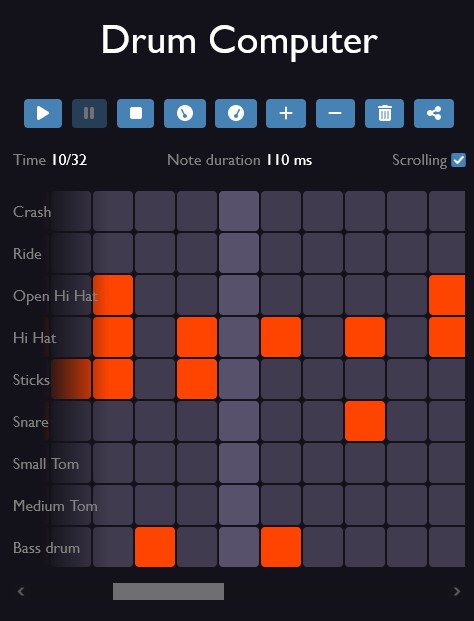 Drum Computer
Time 10/32 Note duration 110 ms Scrolling
Crash
Ride
Open Hi Hat
Hi Hat
Sticks
Snare
Small Tom
Medium Tom
Bass drum